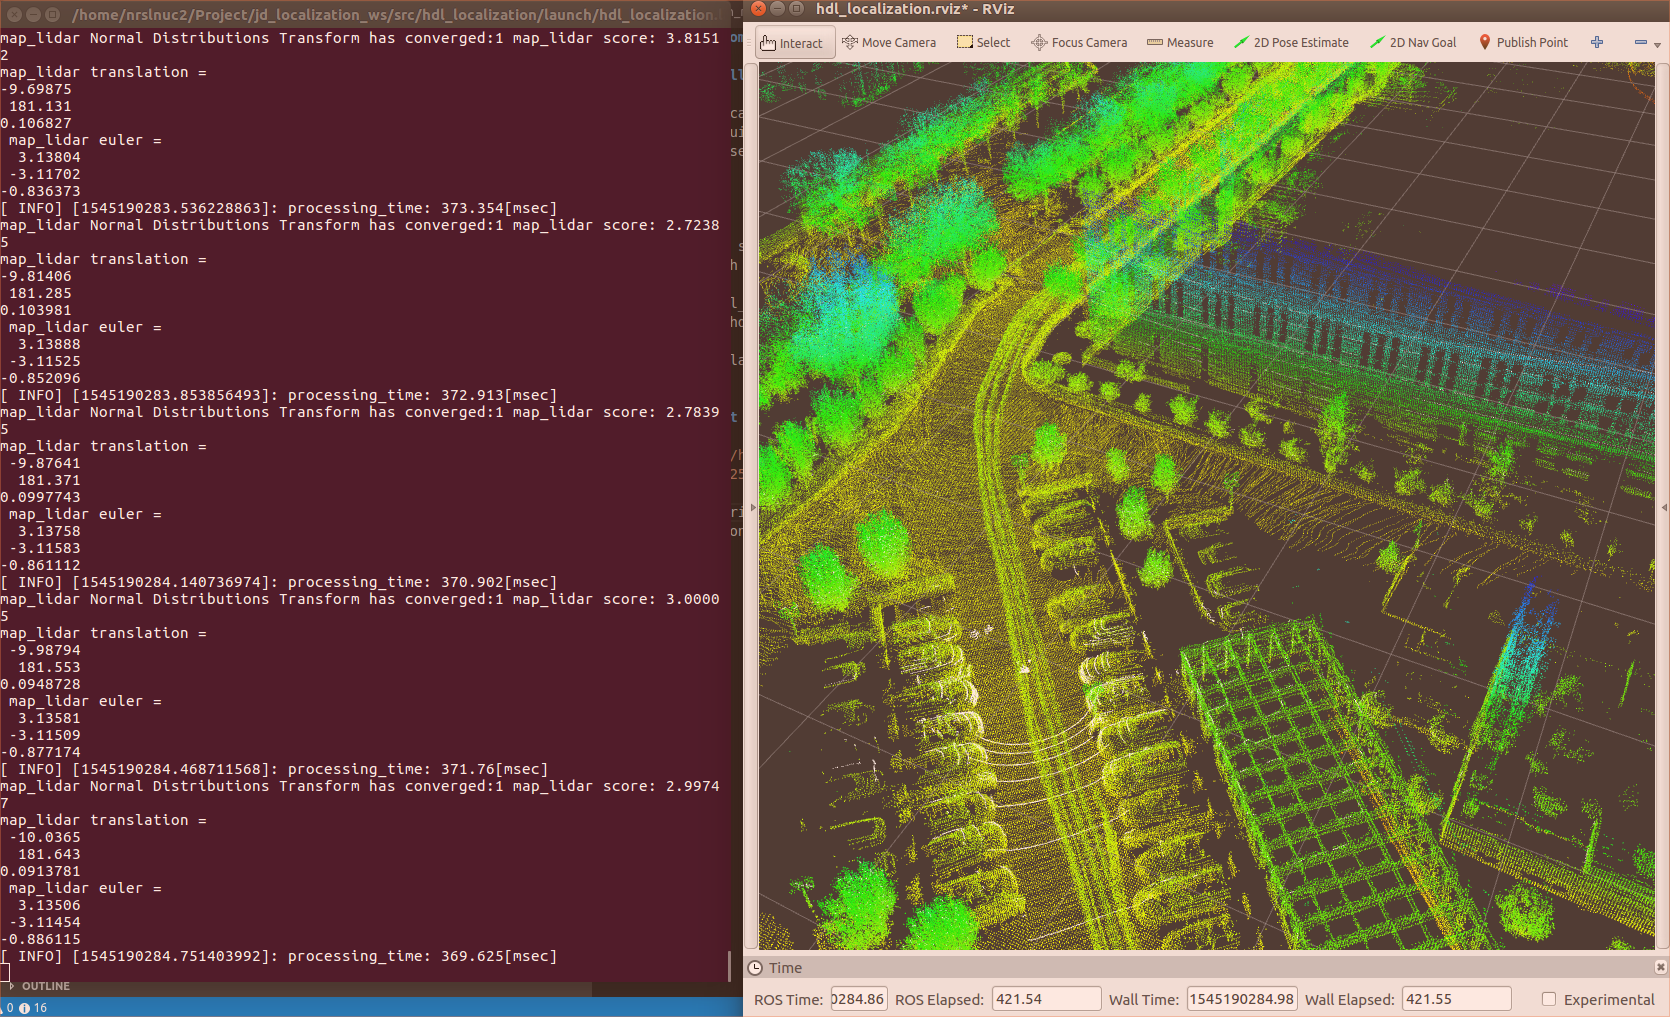 /home/nrslnuc2/Project/jd_localization_ws/src/hdl_localization/launch/hdl_localization.
map_lidar Normal Distributions Transform has converged:1 map_lidar score: 3.8151
2
map_lidar translation =
-9.69875
181.131
0.106827
map_lidar euler =
3.13804
-3.11702
-0.836373
[ INFO] [1545190283.536228863]: processing_time: 373.354[msec]
map_lidar Normal Distributions Transform has converged:1 map_lidar score: 2.7238
5
map_lidar translation =
-9.81406
181.285
0.103981
map_lidar euler =
3.13888
-3.11525
-0.852096
[ INFO] [1545190283.853856493]: processing_time: 372.913[msec]
map_lidar Normal Distributions Transform has converged:1 map_lidar score: 2.7839
5
map_lidar translation =
-9.87641
181.371
0.0997743
map_lidar euler =
3.13758
-3.11583
-0.861112
[ INFO] [1545190284.140736974]: processing_time: 370.902[msec]
map_lidar Normal Distributions Transform has converged:1 map_lidar score: 3.0000
5
map_lidar translation =
-9.98794
181.553
0.0948728
map_lidar euler =
3.13581
-3.11509
-0.877174
[ INFO] [1545190284.468711568]: processing_time: 371.76[msec]
map_lidar Normal Distributions Transform has converged:1 map_lidar score: 2.9974
7
map_lidar translation =
-10.0365
181.643
0.0913781
map_lidar euler =
3.13506
-3.11454
-0.886115
[ INFO] [1545190284.751403992]: processing_time: 369.625[msec]
OUTLINE
0 16
hdl_localization.rviz* - RViz
Interact Move Camera Select Focus Camera Measure 2D Pose Estimate 2D Nav Goal Publish Point
Time
ROS Time: 0284.86 ROS Elapsed: 421.54 Wall Time: 1545190284.98 Wall Elapsed: 421.55 Experimental